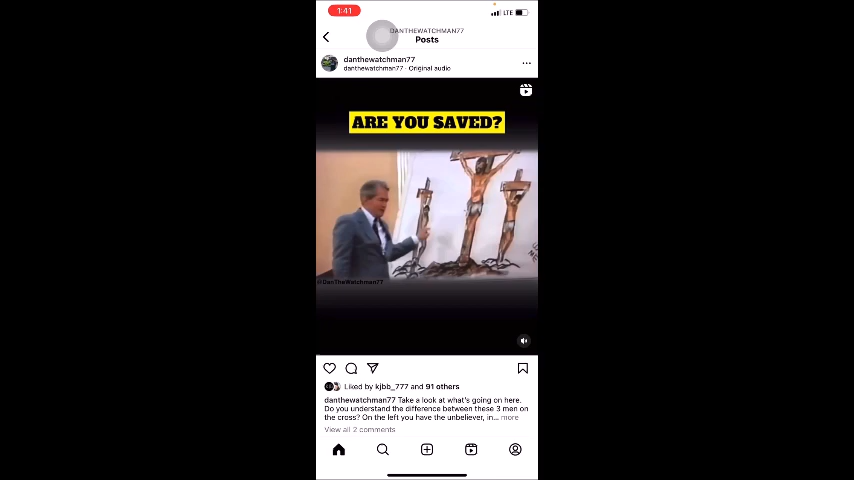 1:41
LTE
DANTHEWATCHMAN77
Posts
danthewatchman77
danthewatchman77 · Original audio
ARE YOU SAVED?
@DanTheWatchman77
Liked by kjbb_777 and 91 others
danthewatchman77 Take a look at what's going on here.
Do you understand the difference between these 3 men on
the cross? On the left you have the unbeliever, in... more
View all 2 comments